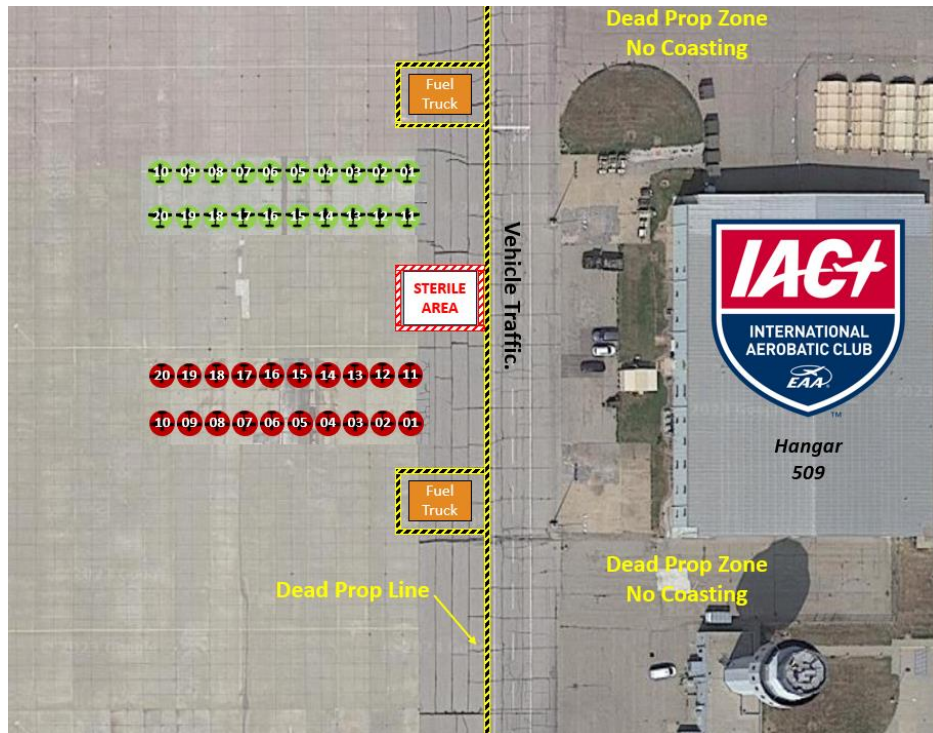 Dead Prop Zone
No Coasting
Fuel
Truck
10 09 08 07 06 05 04 03 02 01
20 19 18 17 16 15 14 13 12 11
STERILE
AREA
Vehicle Traffic.
IAC
INTERNATIONAL
AEROBATIC CLUB
EAA
TM
Hangar
509
20 19 18 17 16 15 14 13 12 11
10 09 08 07 06 05 04 03 02 01
Fuel
Truck
Dead Prop Line
Dead Prop Zone
No Coasting